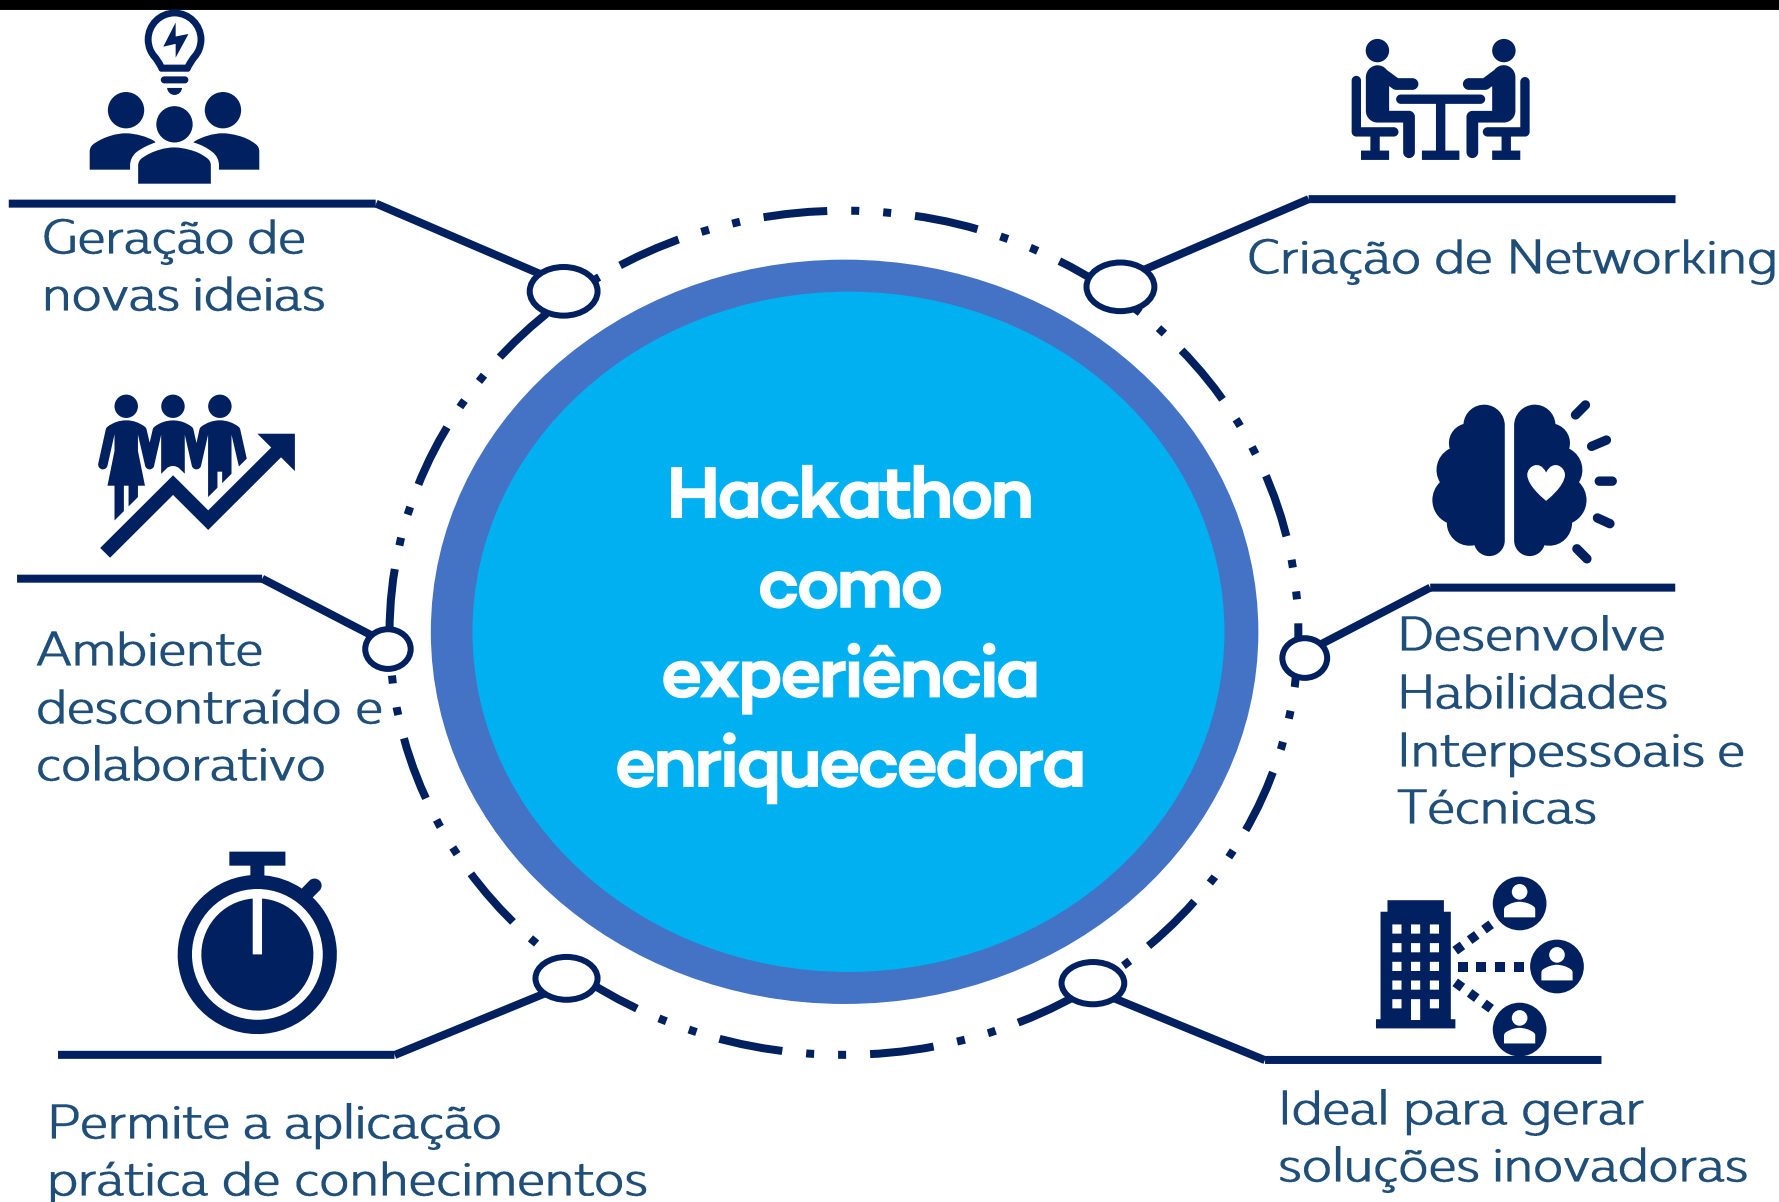 Geração de
novas ideias
Criação de Networking
Hackathon
como
experiência
enriquecedora
Ambiente
descontraído e
colaborativo
Desenvolve
Habilidades
Interpessoais e
Técnicas
Permite a aplicação
prática de conhecimentos
Ideal para gerar
soluções inovadoras